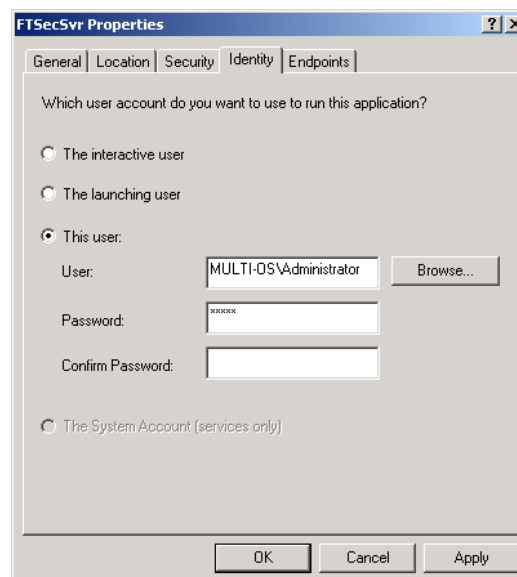 FTSecSvr Properties
? X
General Location Security Identity Endpoints
Which user account do you want to use to run this application?
The interactive user
The launching user
This user:
User: MULTI-OS\Administrator Browse...
Password: xxxxx
Confirm Password:
The System Account (services only)
OK Cancel Apply